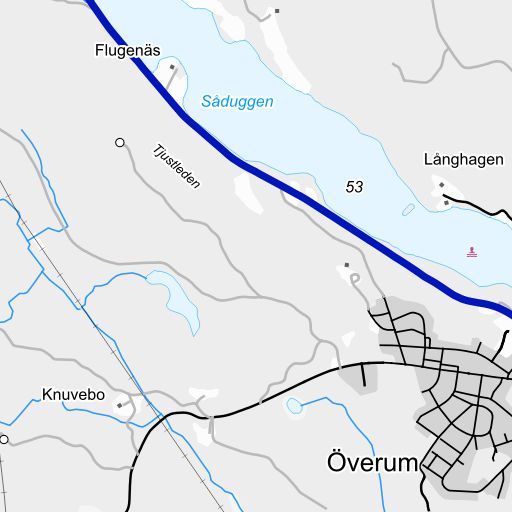 Flugenäs
Såduggen
Tjustleden
Långhagen
53
Knuvebo
Överum